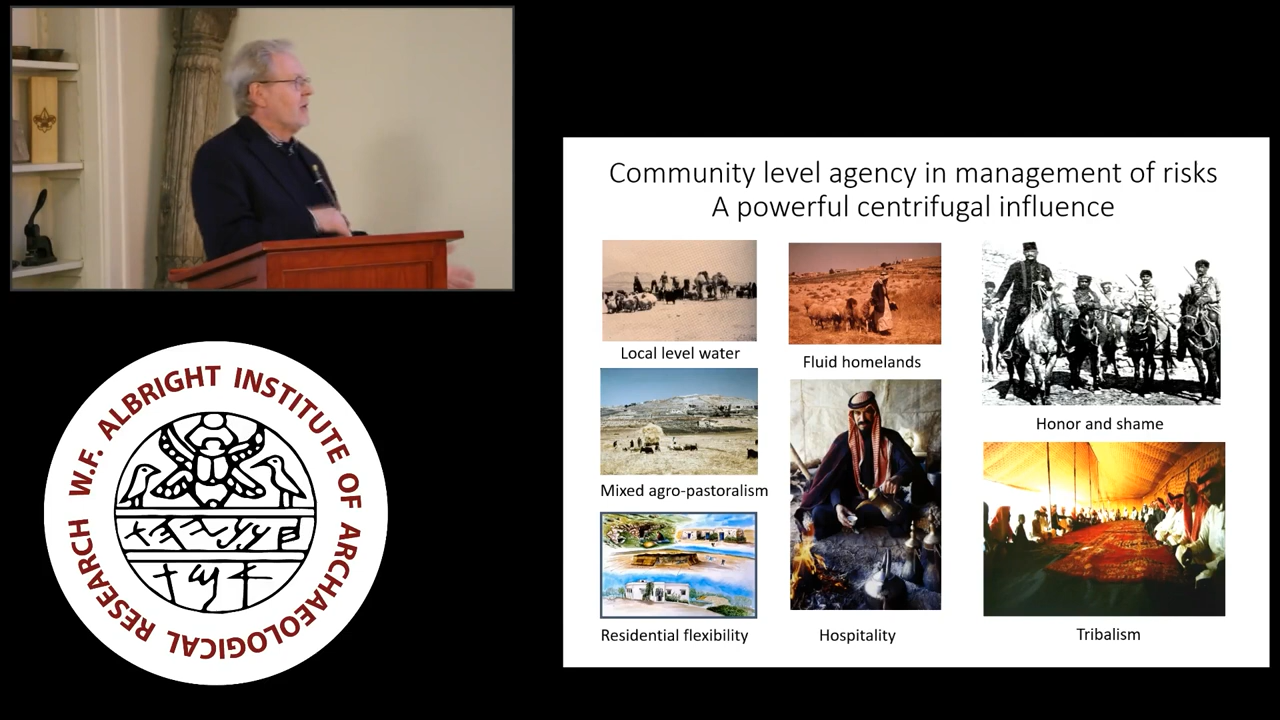 Community level agency in management of risks
A powerful centrifugal influence
Local level water
Fluid homelands
Honor and shame
Mixed agro-pastoralism
Residential flexibility
Hospitality
Tribalism
W.F. ALBRIGHT INSTITUTE OF ARCHAEOLOGICAL RESEARCH